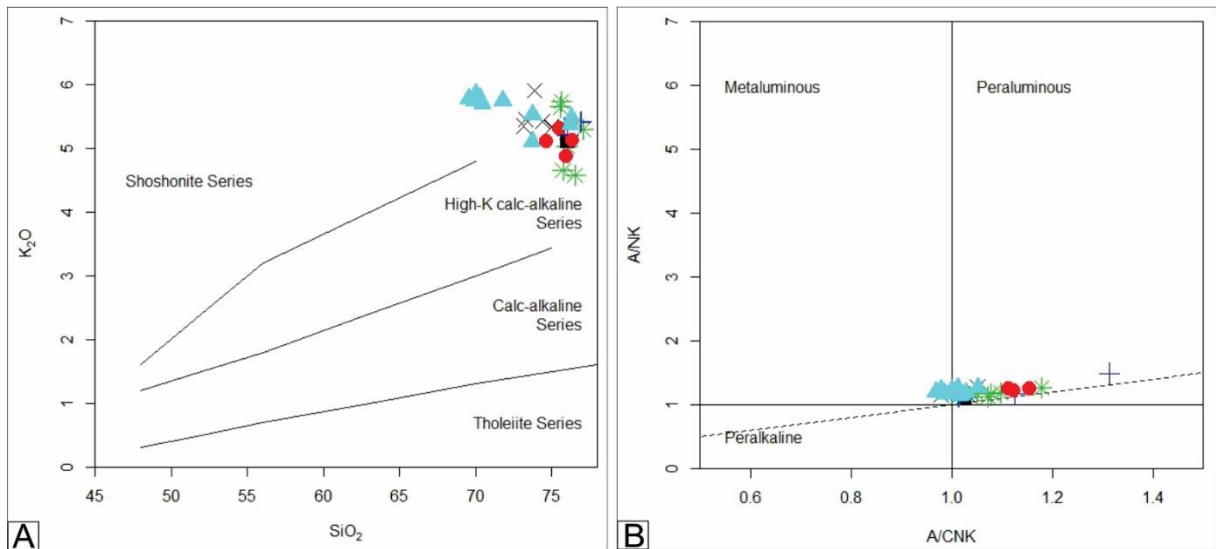 7
6
5
4
3
2
1
0
K₂O
Shoshonite Series
High-K calc-alkaline
Series
Calc-alkaline
Series
Tholeiite Series
45 50 55 60 65 70 75
SiO₂
A
7
6
5
4
3
2
1
0
A/NK
Metaluminous
Peraluminous
Peralkaline
0.6 0.8 1.0 1.2 1.4
A/CNK
B